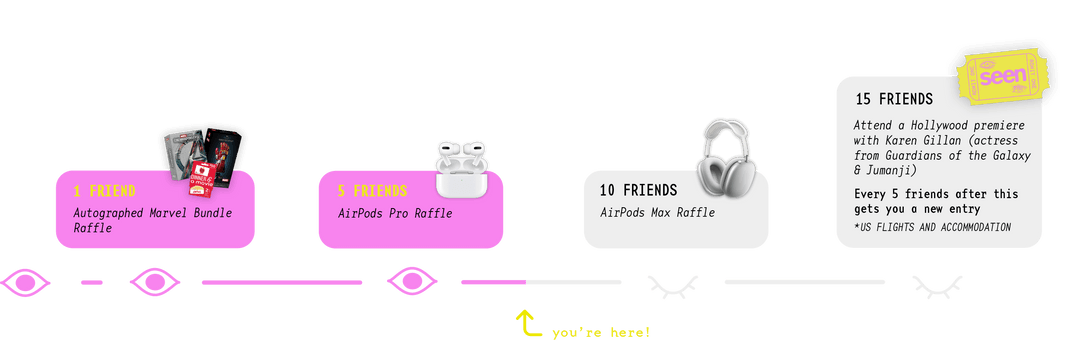 1 FRIEND
Autographed Marvel Bundle
Raffle
5 FRIENDS
AirPods Pro Raffle
10 FRIENDS
AirPods Max Raffle
15 FRIENDS
Attend a Hollywood premiere
with Karen Gillan (actress
from Guardians of the Galaxy
& Jumanji)
Every 5 friends after this
gets you a new entry
*US FLIGHTS AND ACCOMMODATION
seen
you're here!